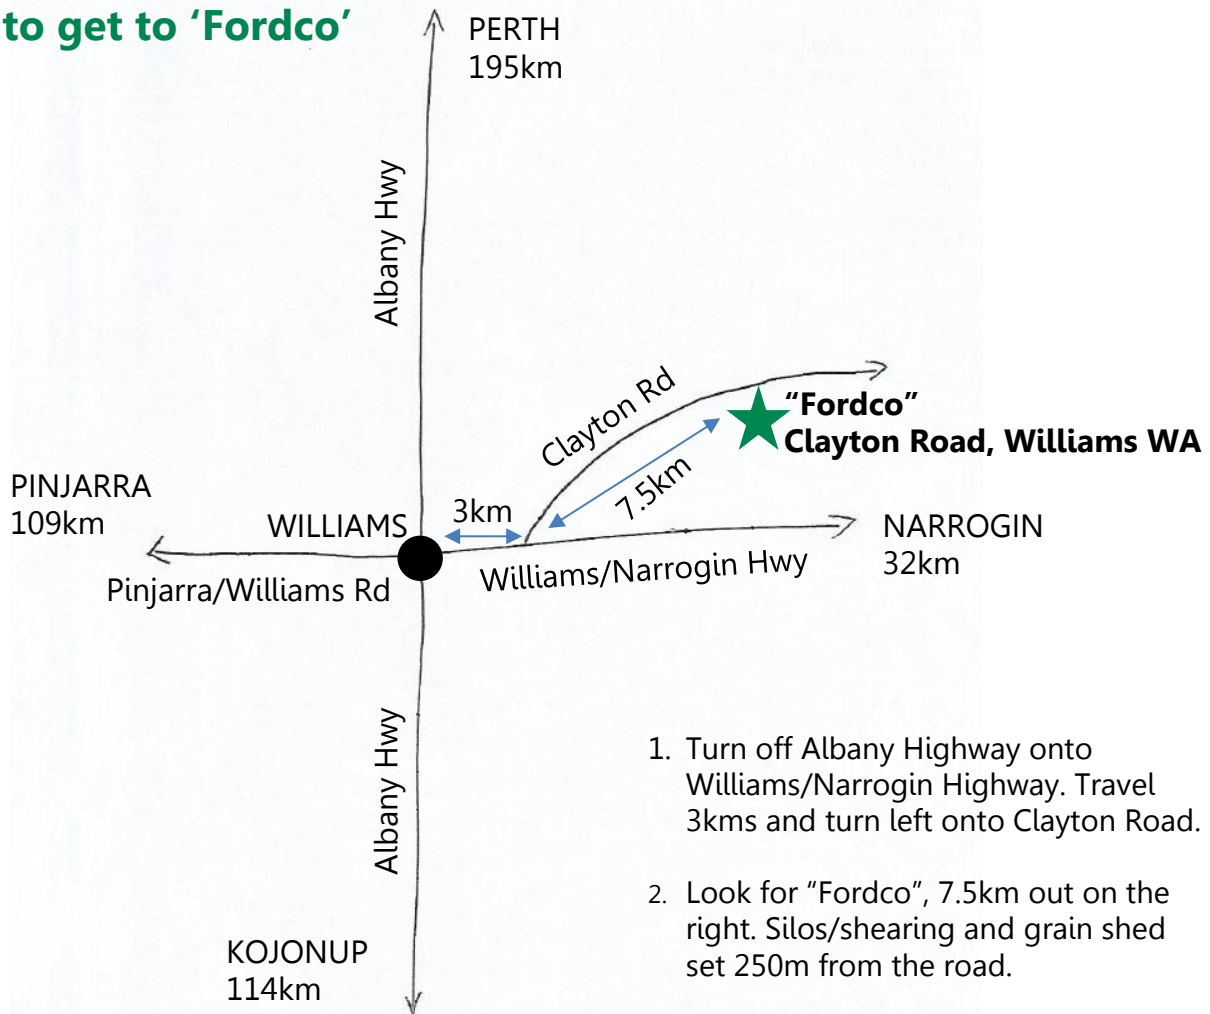 to get to ‘Fordco’
PERTH
195km
Albany Hwy
Clayton Rd
“Fordco”
Clayton Road, Williams WA
7.5km
PINJARRA
109km
WILLIAMS
3km
NARROGIN
32km
Pinjarra/Williams Rd
Williams/Narrogin Hwy
Albany Hwy
KOJONUP
114km
1. Turn off Albany Highway onto
Williams/Narrogin Highway. Travel
3kms and turn left onto Clayton Road.
2. Look for “Fordco”, 7.5km out on the
right. Silos/shearing and grain shed
set 250m from the road.